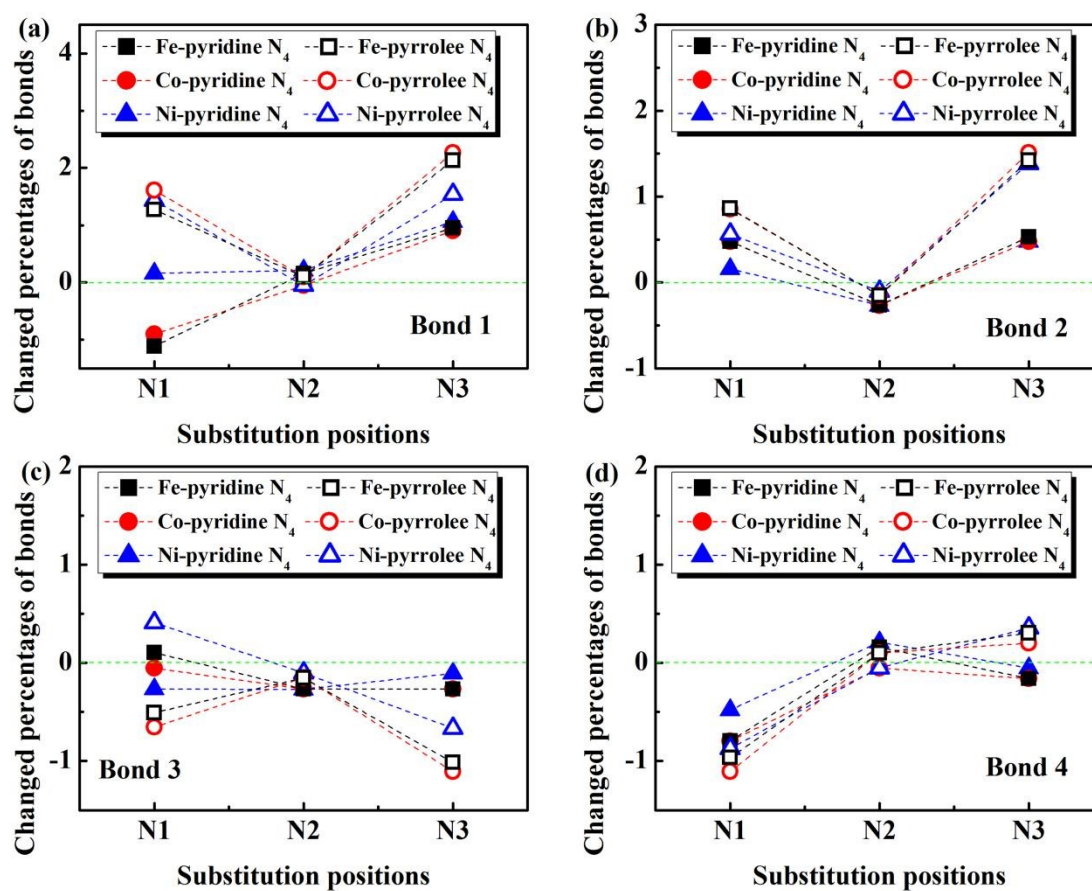 (a)
Changed percentages of bonds
4
2
0
Fe-pyridine N4 Fe-pyrrolee N4
Co-pyridine N4 Co-pyrrolee N4
Ni-pyridine N4 Ni-pyrrolee N4
Bond 1
N1 N2 N3
Substitution positions
(b)
Changed percentages of bonds
3
2
1
0
-1
Fe-pyridine N4 Fe-pyrrolee N4
Co-pyridine N4 Co-pyrrolee N4
Ni-pyridine N4 Ni-pyrrolee N4
Bond 2
N1 N2 N3
Substitution positions
(c)
Changed percentages of bonds
2
1
0
-1
Fe-pyridine N4 Fe-pyrrolee N4
Co-pyridine N4 Co-pyrrolee N4
Ni-pyridine N4 Ni-pyrrolee N4
Bond 3
N1 N2 N3
Substitution positions
(d)
Changed percentages of bonds
2
1
0
-1
Fe-pyridine N4 Fe-pyrrolee N4
Co-pyridine N4 Co-pyrrolee N4
Ni-pyridine N4 Ni-pyrrolee N4
Bond 4
N1 N2 N3
Substitution positions